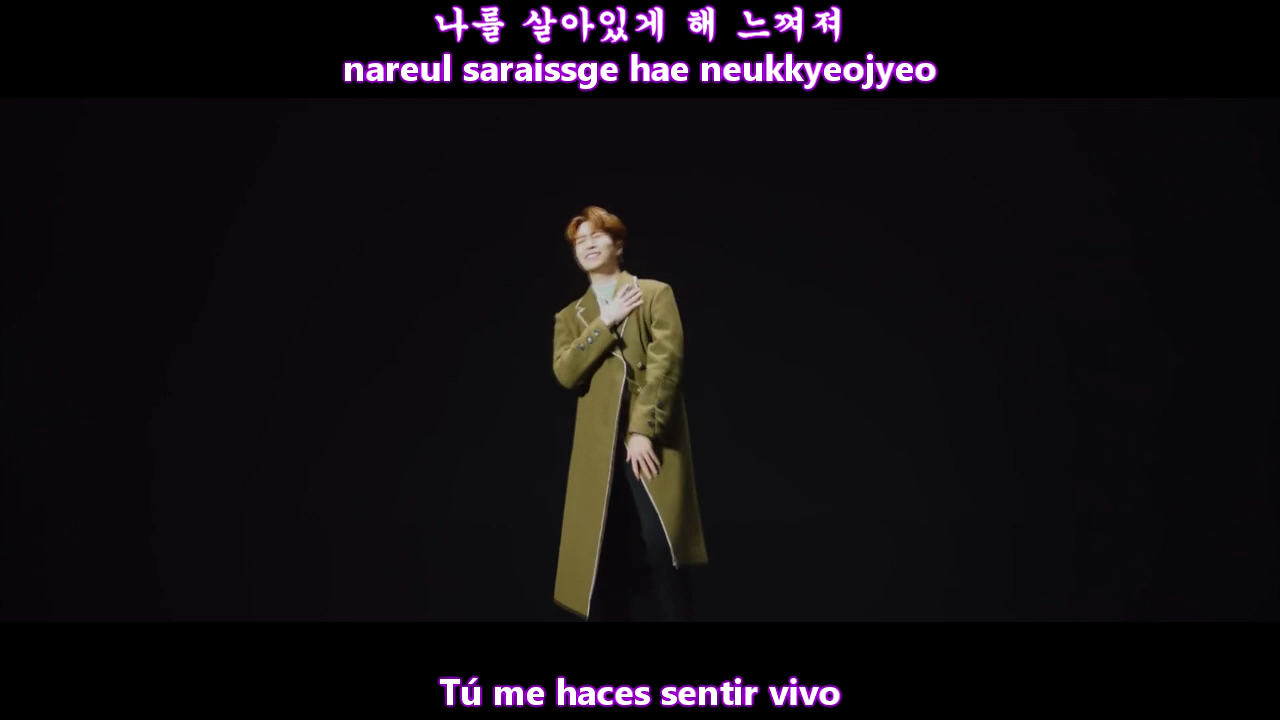 나를 살아있게 해 느껴져
nareul saraissge hae neukkyeojyeo
Tú me haces sentir vivo